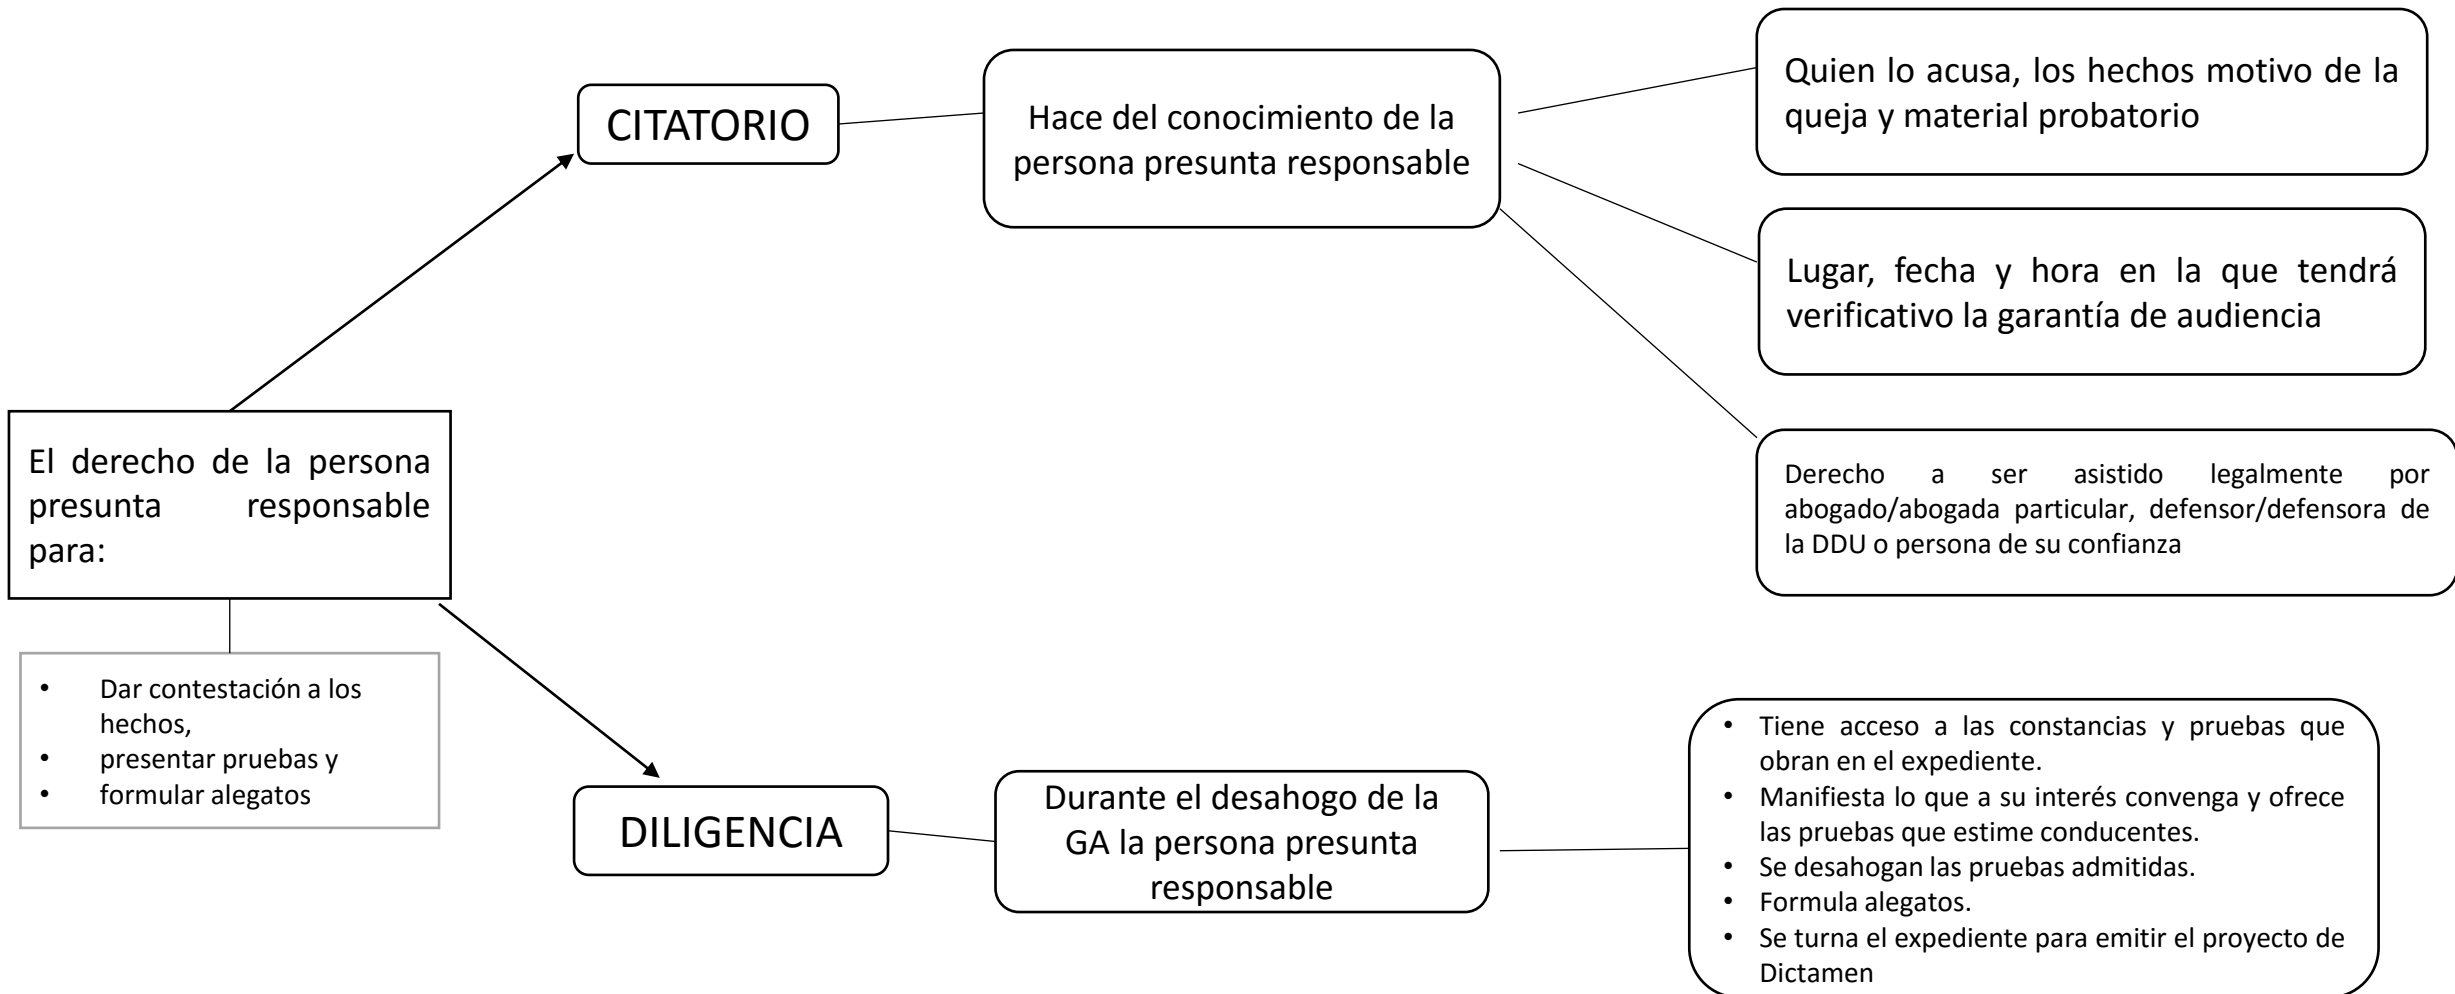 El derecho de la persona
presunta responsable
para:
• Dar contestación a los
hechos,
• presentar pruebas y
• formular alegatos
CITATORIO
Hace del conocimiento de la
persona presunta responsable
Quien lo acusa, los hechos motivo de la
queja y material probatorio
Lugar, fecha y hora en la que tendrá
verificativo la garantía de audiencia
Derecho a ser asistido legalmente por
abogado/abogada particular, defensor/defensora de
la DDU o persona de su confianza
DILIGENCIA
Durante el desahogo de la
GA la persona presunta
responsable
• Tiene acceso a las constancias y pruebas que
obran en el expediente.
• Manifiesta lo que a su interés convenga y ofrece
las pruebas que estime conducentes.
• Se desahogan las pruebas admitidas.
• Formula alegatos.
• Se turna el expediente para emitir el proyecto de
Dictamen